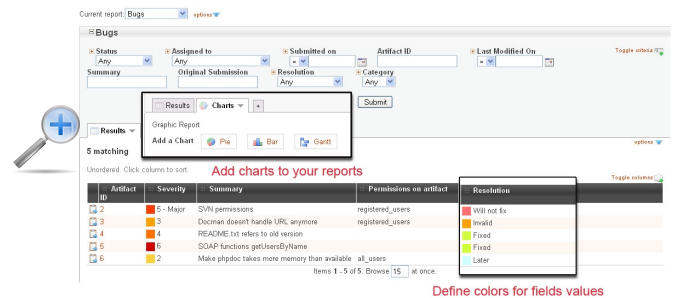 Current report: Bugs options
Bugs
Status Assigned to Submitted on Artifact ID Last Modified On Toggle criteria
Any Any = =
Summary Original Submission Resolution Category
Any Any
Results Charts + Submit
Graphic Report
Add a Chart Pie Bar Gantt
Results
options
5 matching
Unordered. Click column to sort. Add charts to your reports
Toggle columns
Artifact ID Severity Summary Permissions on artifact Resolution
2 5 - Major SVN permissions registered_users Will not fix
3 3 Docman doesn't handle URL anymore registered_users Invalid
4 4 README.txt refers to old version Fixed
5 6 SOAP functions getUsersByName Fixed
6 2 Make phpdoc takes more memory than available all_users Later
Items 1 - 5 of 5. Browse 15 at once.
Define colors for fields values